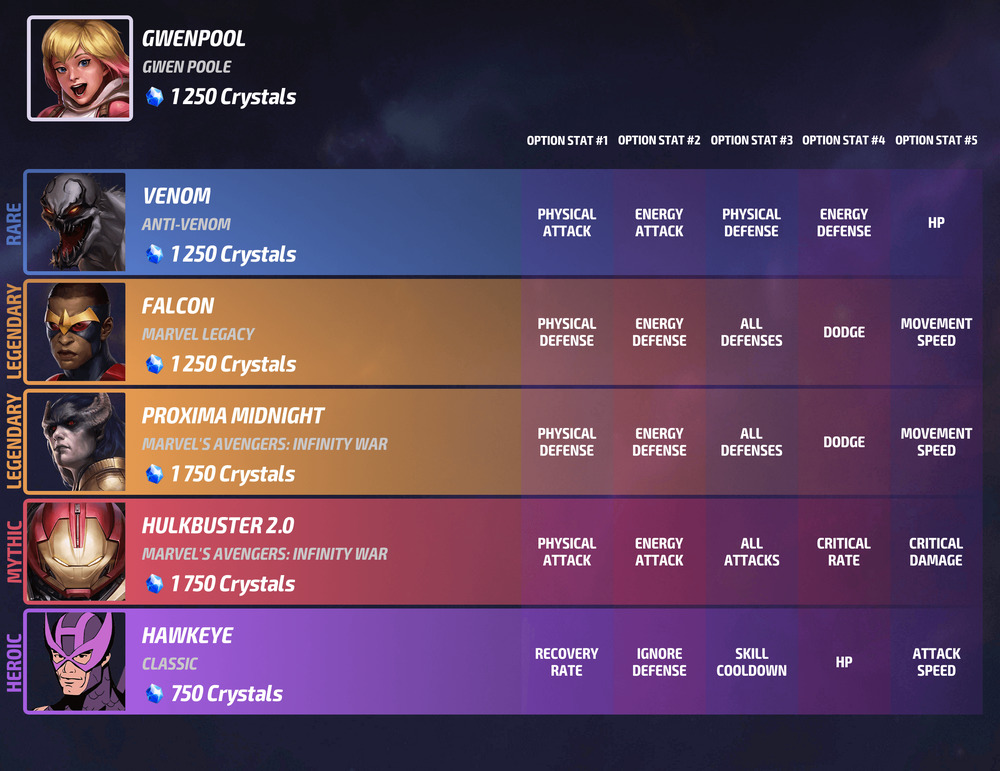 GWENPOOL
GWEN POOLE
1 250 Crystals
OPTION STAT #1 OPTION STAT #2 OPTION STAT #3 OPTION STAT #4 OPTION STAT #5
RARE
VENOM
ANTI-VENOM
1 250 Crystals
PHYSICAL
ATTACK
ENERGY
ATTACK
PHYSICAL
DEFENSE
ENERGY
DEFENSE
HP
LEGENDARY
FALCON
MARVEL LEGACY
1 250 Crystals
PHYSICAL
DEFENSE
ENERGY
DEFENSE
ALL
DEFENSES
DODGE
MOVEMENT
SPEED
LEGENDARY
PROXIMA MIDNIGHT
MARVEL'S AVENGERS: INFINITY WAR
1 750 Crystals
PHYSICAL
DEFENSE
ENERGY
DEFENSE
ALL
DEFENSES
DODGE
MOVEMENT
SPEED
MYTHIC
HULKBUSTER 2.0
MARVEL'S AVENGERS: INFINITY WAR
1 750 Crystals
PHYSICAL
ATTACK
ENERGY
ATTACK
ALL
ATTACKS
CRITICAL
RATE
CRITICAL
DAMAGE
HEROIC
HAWKEYE
CLASSIC
750 Crystals
RECOVERY
RATE
IGNORE
DEFENSE
SKILL
COOLDOWN
HP
ATTACK
SPEED